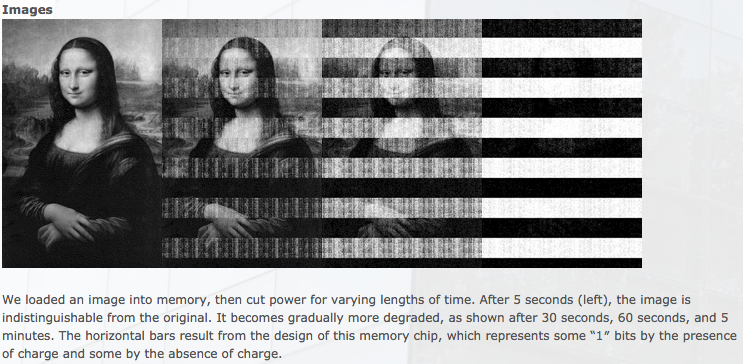 Images
We loaded an image into memory, then cut power for varying lengths of time. After 5 seconds (left), the image is
indistinguishable from the original. It becomes gradually more degraded, as shown after 30 seconds, 60 seconds, and 5
minutes. The horizontal bars result from the design of this memory chip, which represents some “1” bits by the presence
of charge and some by the absence of charge.